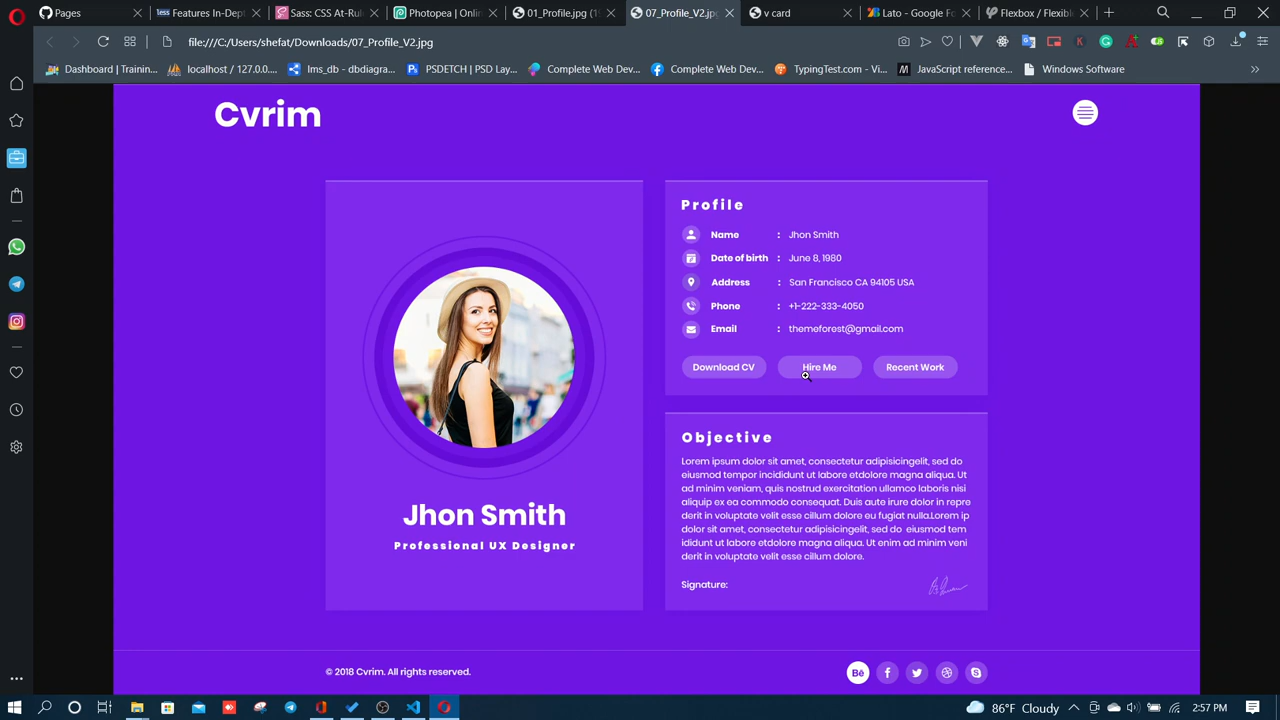 Pages
Features In-Dept
Sass: CSS At-Rul
Photopea | Onlin
01_Profile.jpg (19
07_Profile_V2.jpg
v card
Lato - Google Fo
Flexbox / Flexible
file:///C:/Users/shefat/Downloads/07_Profile_V2.jpg
Dashboard | Trainin...
localhost / 127.0.0....
lms_db - dbdiagra...
PSDETCH | PSD Lay...
Complete Web Dev...
Complete Web Dev...
TypingTest.com - Vi...
JavaScript reference...
Windows Software
Cvrim
Jhon Smith
Professional UX Designer
Profile
Name : Jhon Smith
Date of birth : June 8, 1980
Address : San Francisco CA 94105 USA
Phone : +1-222-333-4050
Email : themeforest@gmail.com
Download CV
Hire Me
Recent Work
Objective
Lorem ipsum dolor sit amet, consectetur adipisicingelit, sed do
eiusmod tempor incididunt ut labore etdolore magna aliqua. Ut
ad minim veniam, quis nostrud exercitation ullamco laboris nisi
aliquip ex ea commodo consequat. Duis aute irure dolor in repre
derit in voluptate velit esse cillum dolore eu fugiat nulla.Lorem ip
dolor sit amet, consectetur adipisicingelit, sed do eiusmod tem
ididunt ut labore etdolore magna aliqua. Ut enim ad minim veni
derit in voluptate velit esse cillum dolore.
Signature:
© 2018 Cvrim. All rights reserved.
Bē
86°F Cloudy
2:57 PM